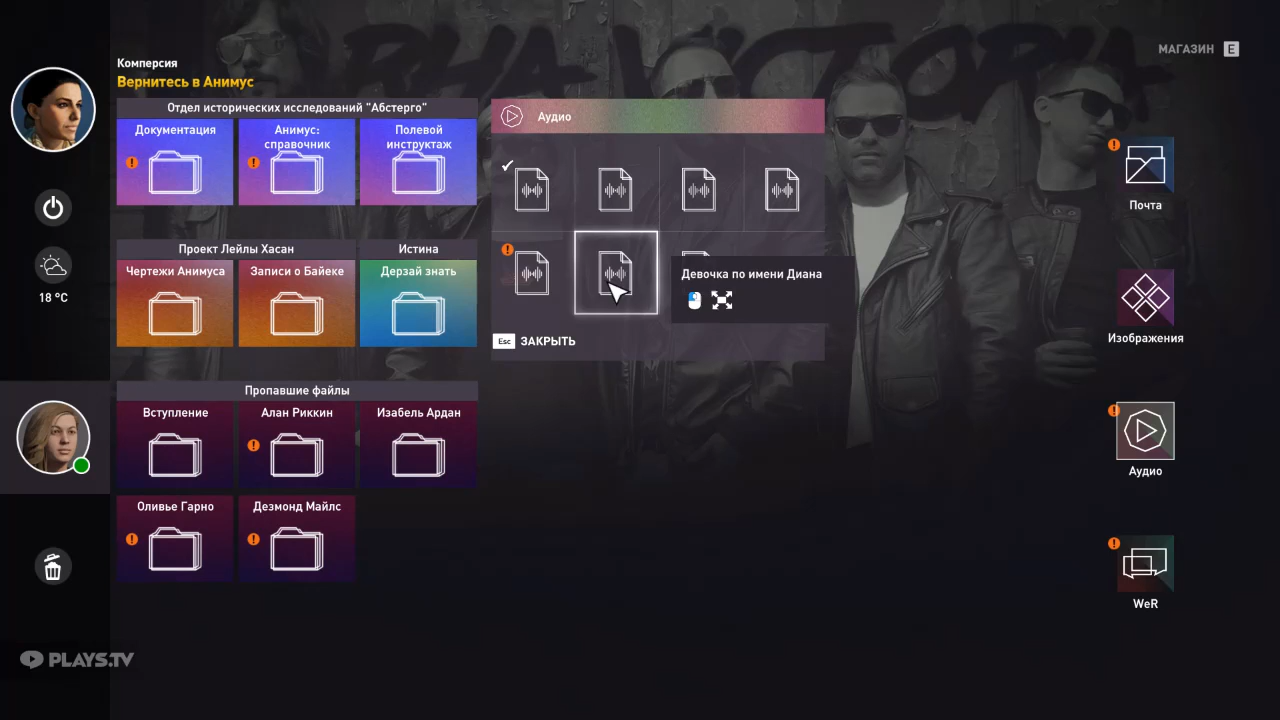 МАГАЗИН E
Комперсия
Вернитесь в Анимус
Отдел исторических исследований "Абстерго"
Документация
Анимус:
справочник
Полевой
инструктаж
Проект Лейлы Хасан
Истина
Чертежи Анимуса
Записи о Байеке
Дерзай знать
18 °C
Пропавшие файлы
Вступление
Алан Риккин
Изабель Ардан
Оливье Гарно
Дезмонд Майлс
Аудио
Девочка по имени Диана
Esc ЗАКРЫТЬ
Почта
Изображения
Аудио
WeR
PLAYS.TV